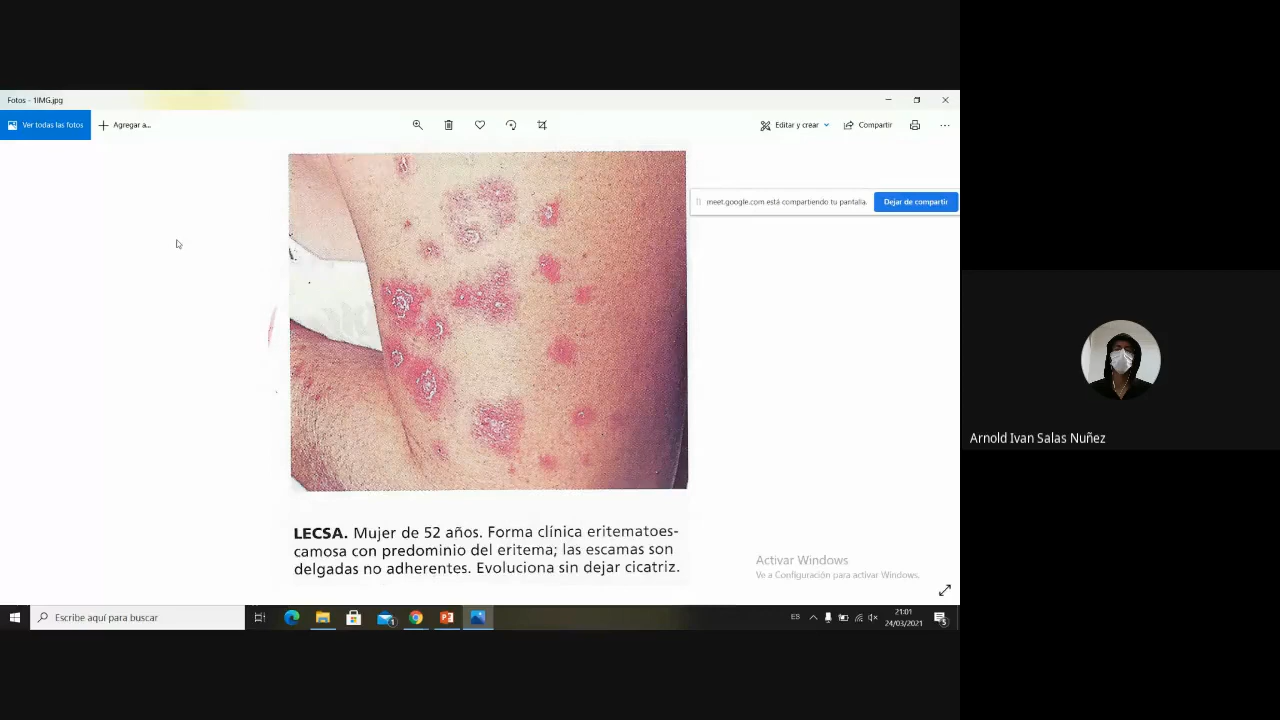 Fotos - 1IMG.jpg
Ver todas las fotos
Agregar a...
Editar y crear
Compartir
meet.google.com está compartiendo tu pantalla.
Dejar de compartir
Arnold Ivan Salas Nuñez
LECSA. Mujer de 52 años. Forma clínica eritematoes-
camosa con predominio del eritema; las escamas son
delgadas no adherentes. Evoluciona sin dejar cicatriz.
Activar Windows
Ve a Configuración para activar Windows.
Escribe aquí para buscar
1
ES
21:01
24/03/2021
5